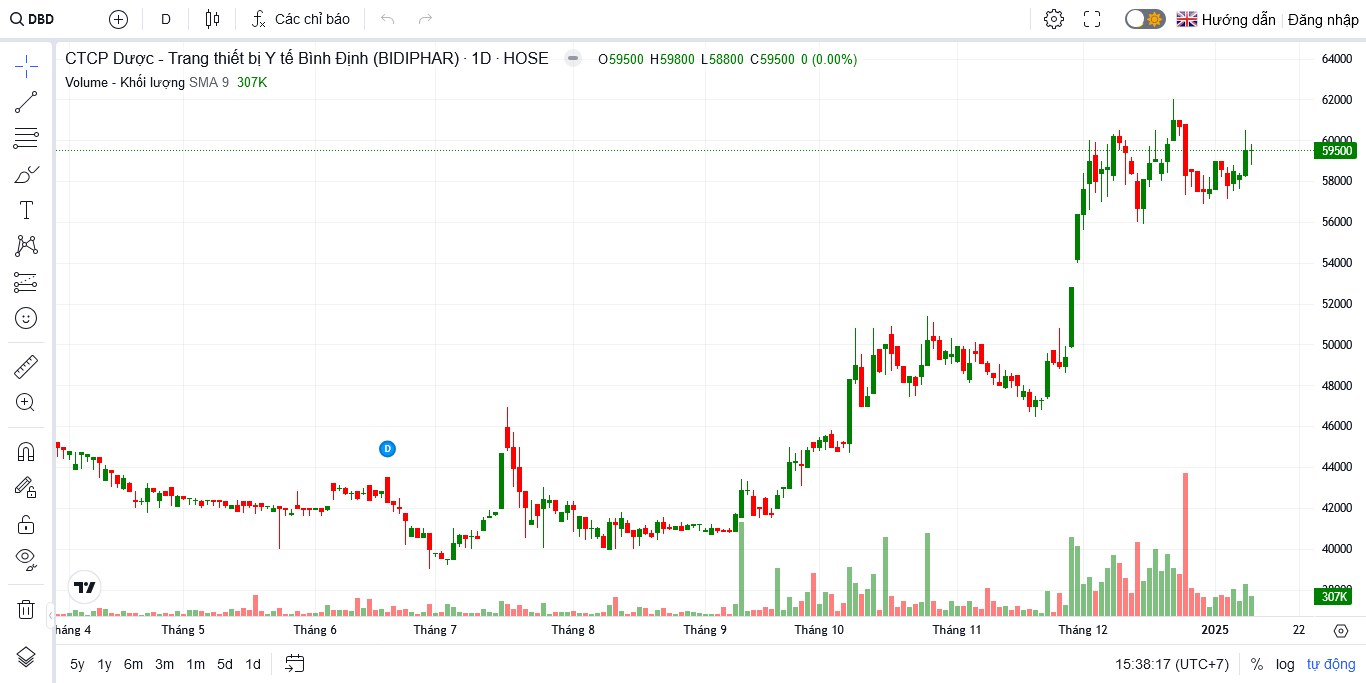 DBD D Các chỉ báo Hướng dẫn Đăng nhập
CTCP Dược - Trang thiết bị Y tế Bình Định (BIDIPHAR) · 1D · HOSE O59500 H59800 L58800 C59500 0 (0.00%)
Volume - Khối lượng SMA 9 307K
64000
62000
60000
59500
58000
56000
54000
52000
50000
48000
46000
D
44000
42000
40000
38000
307K
háng 4 Tháng 5 Tháng 6 Tháng 7 Tháng 8 Tháng 9 Tháng 10 Tháng 11 Tháng 12 2025 22
5y 1y 6m 3m 1m 5d 1d 15:38:17 (UTC+7) % log tự động